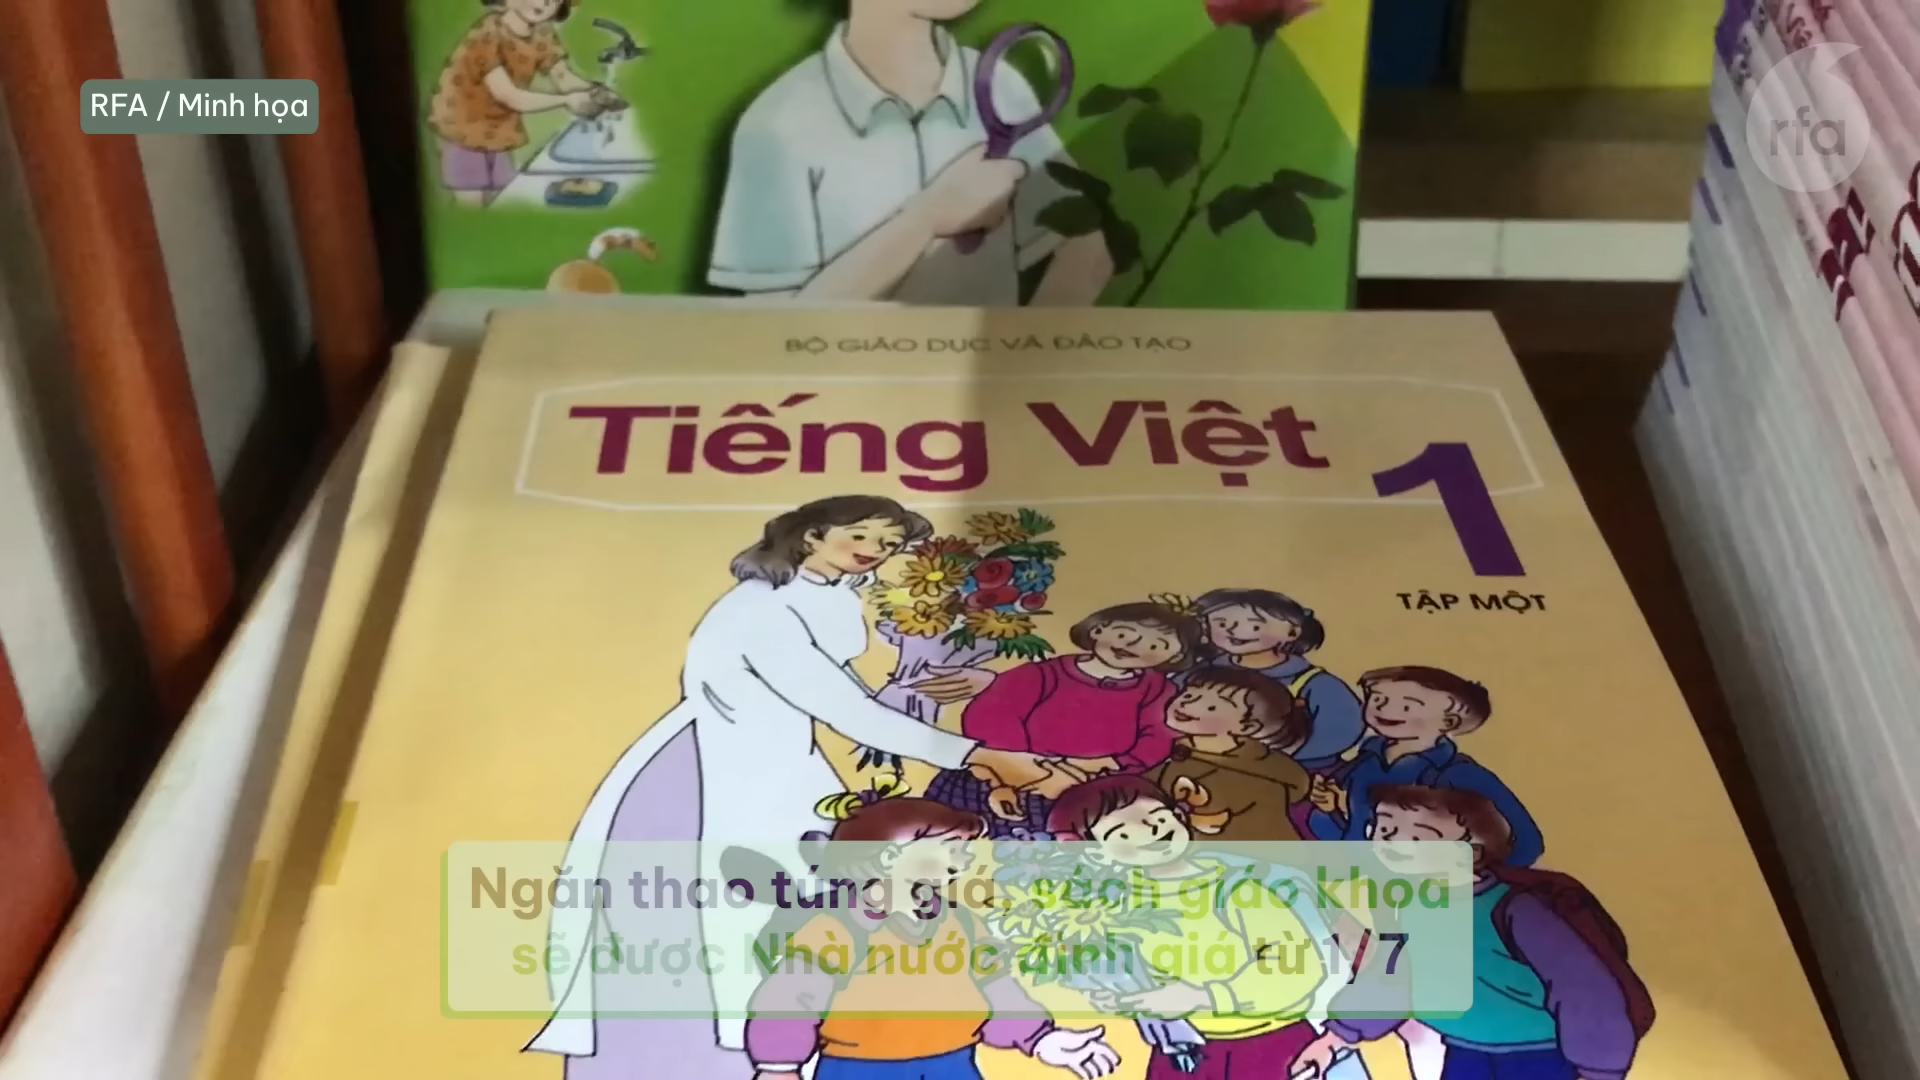 RFA / Minh họa
rfa
BỘ GIÁO DỤC VÀ ĐÀO TẠO
Tiếng Việt 1
TẬP MỘT
Ngăn thao túng giá, sách giáo khoa
sẽ được Nhà nước định giá từ 1/7